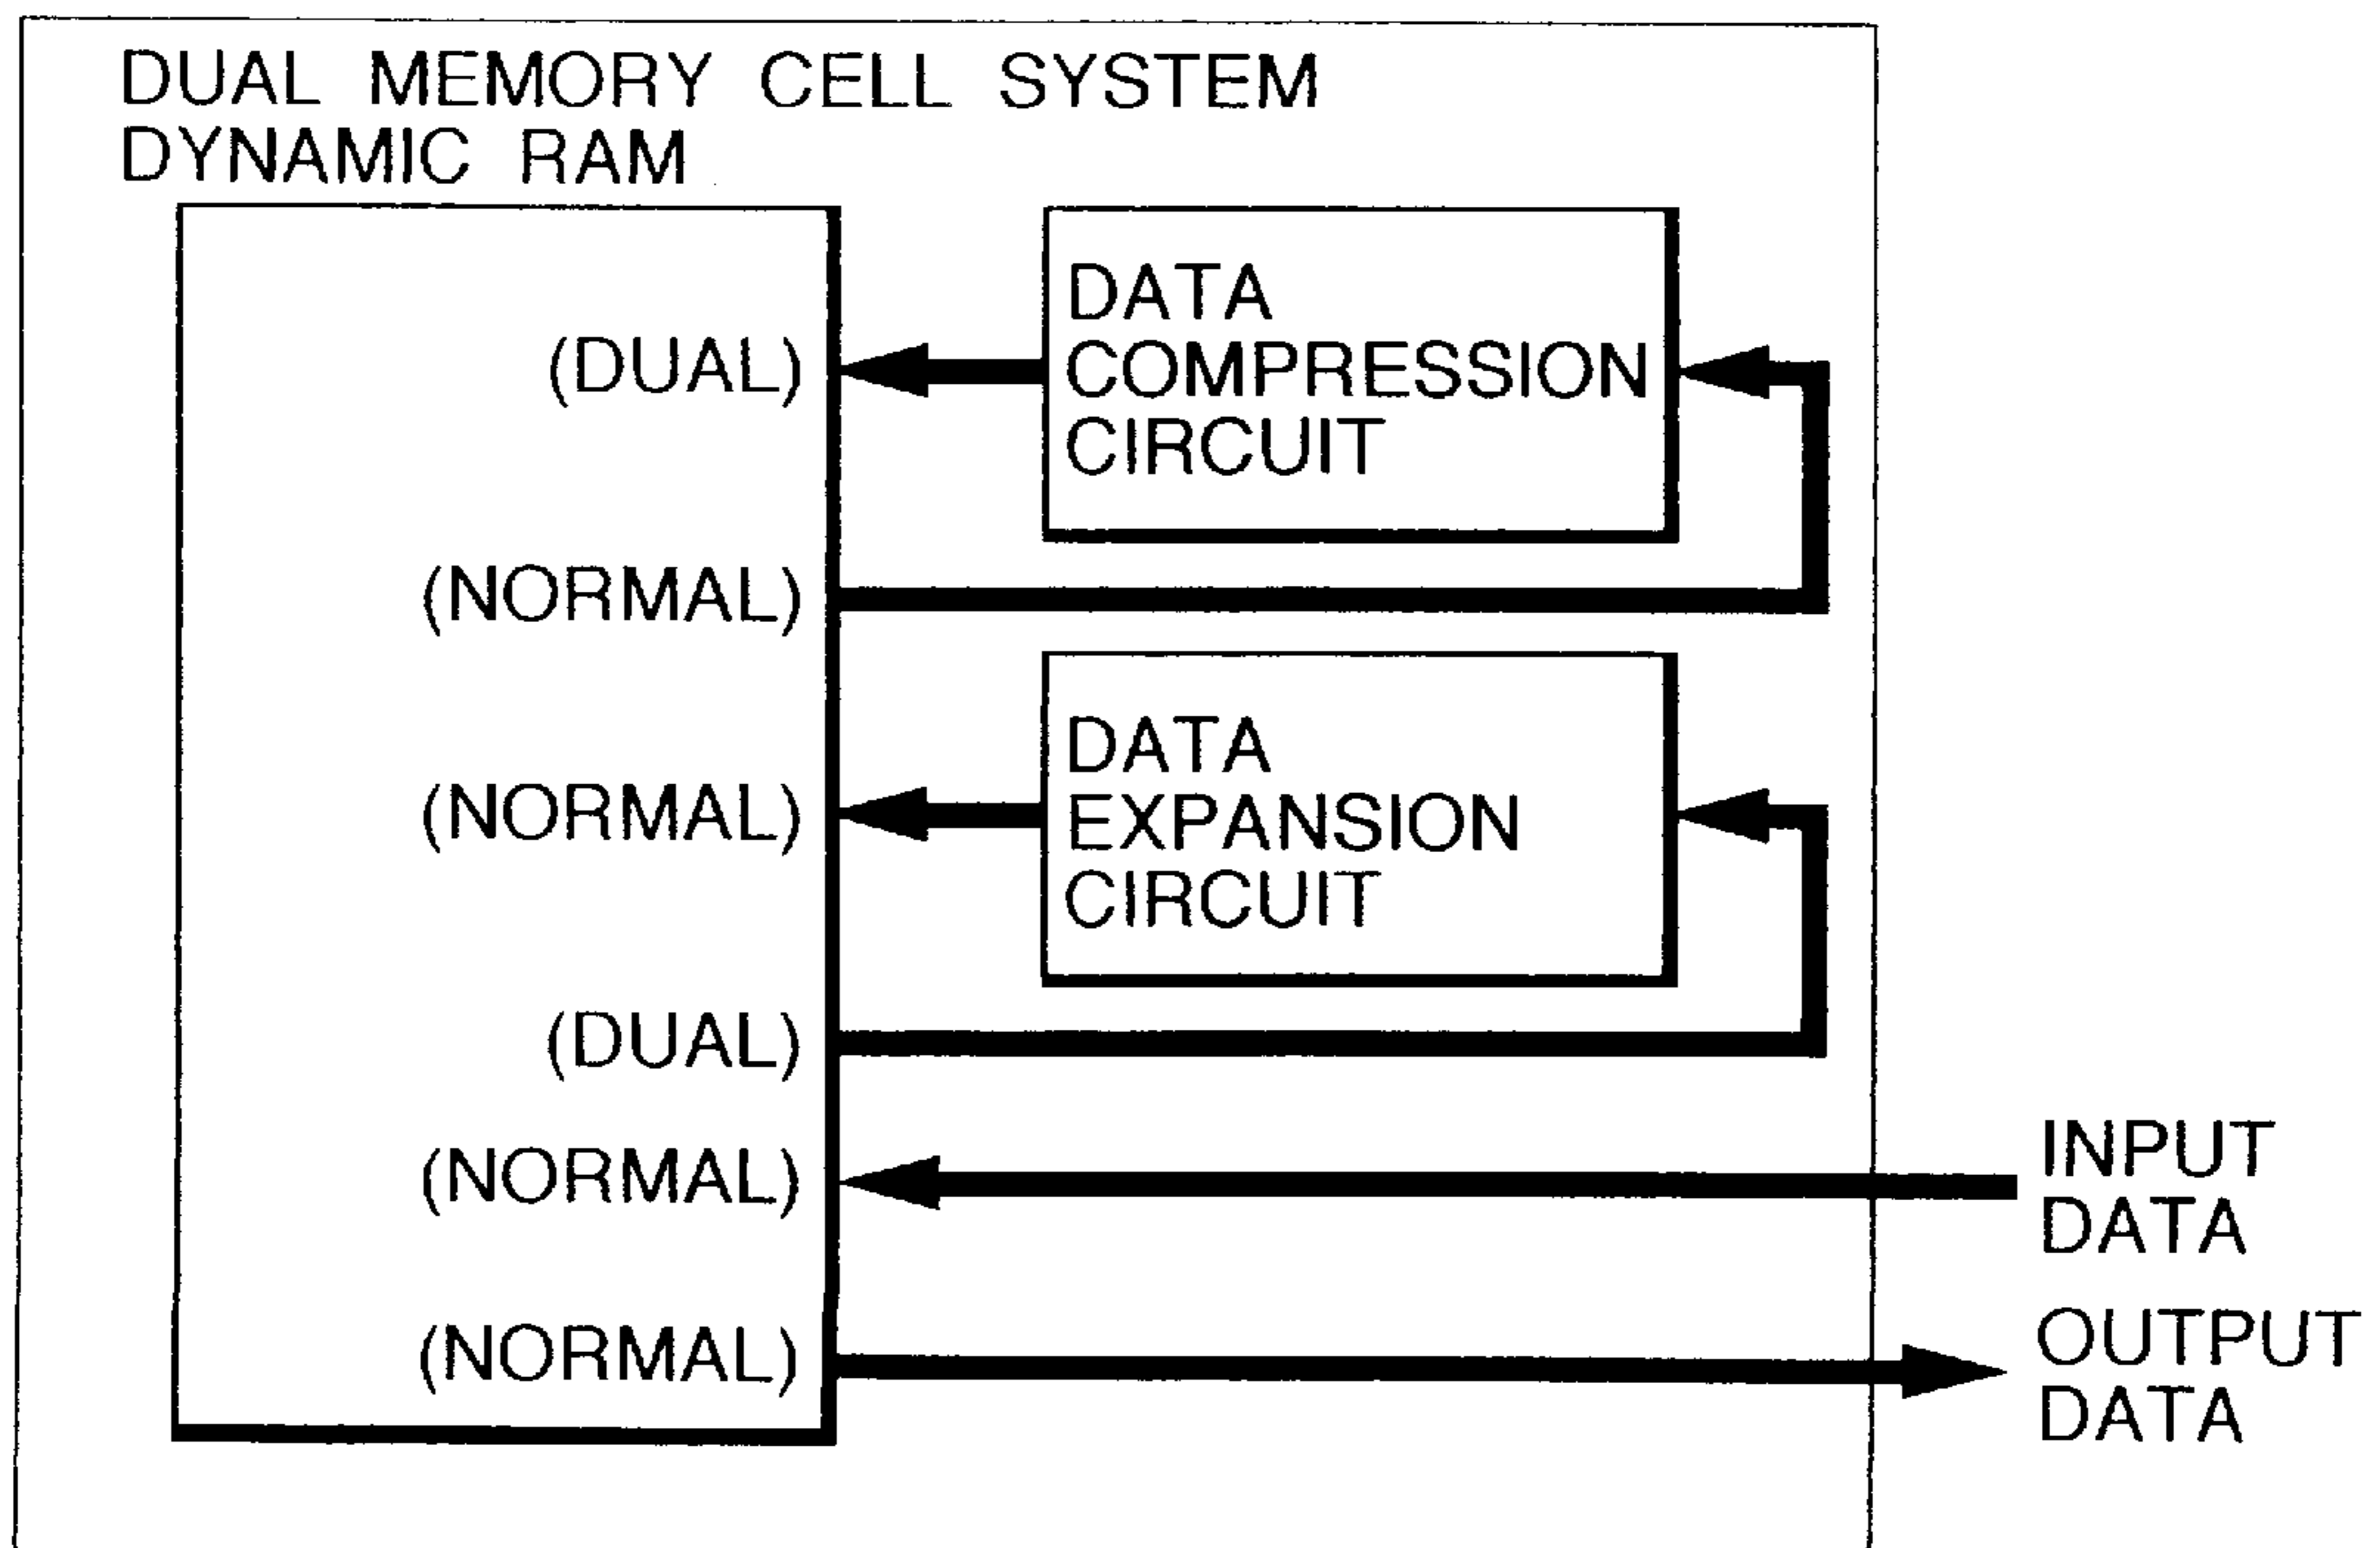 DUAL MEMORY CELL SYSTEM
DYNAMIC RAM
DATA
(DUAL)
COMPRESSION
CIRCUIT
(NORMAL)
DATA
(NORMAL)
EXPANSION
CIRCUIT
(DUAL)
INPUT
(NORMAL)
DATA
OUTPUT
(NORMAL)
DATA